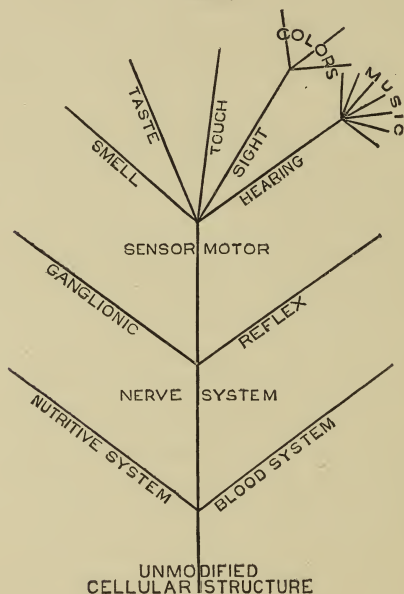 COLORS
MUSIC
TASTE
TOUCH
SMELL
SIGHT
HEARING
SENSOR MOTOR
GANGLIONIC
REFLEX
NERVE SYSTEM
NUTRITIVE SYSTEM
BLOOD SYSTEM
UNMODIFIED
CELLULAR STRUCTURE